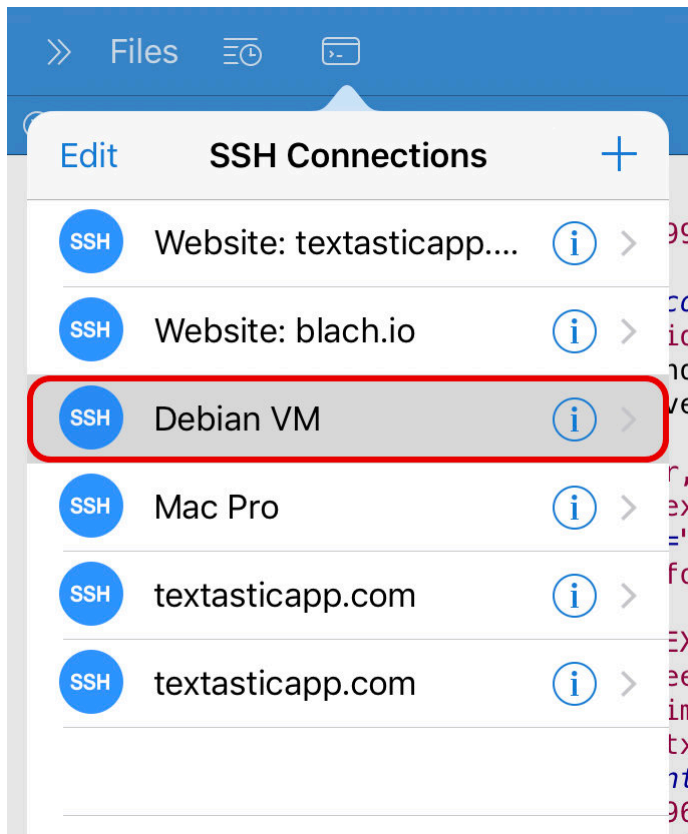 Files
Edit SSH Connections
SSH Website: textasticapp....
SSH Website: blach.io
SSH Debian VM
SSH Mac Pro
SSH textasticapp.com
SSH textasticapp.com